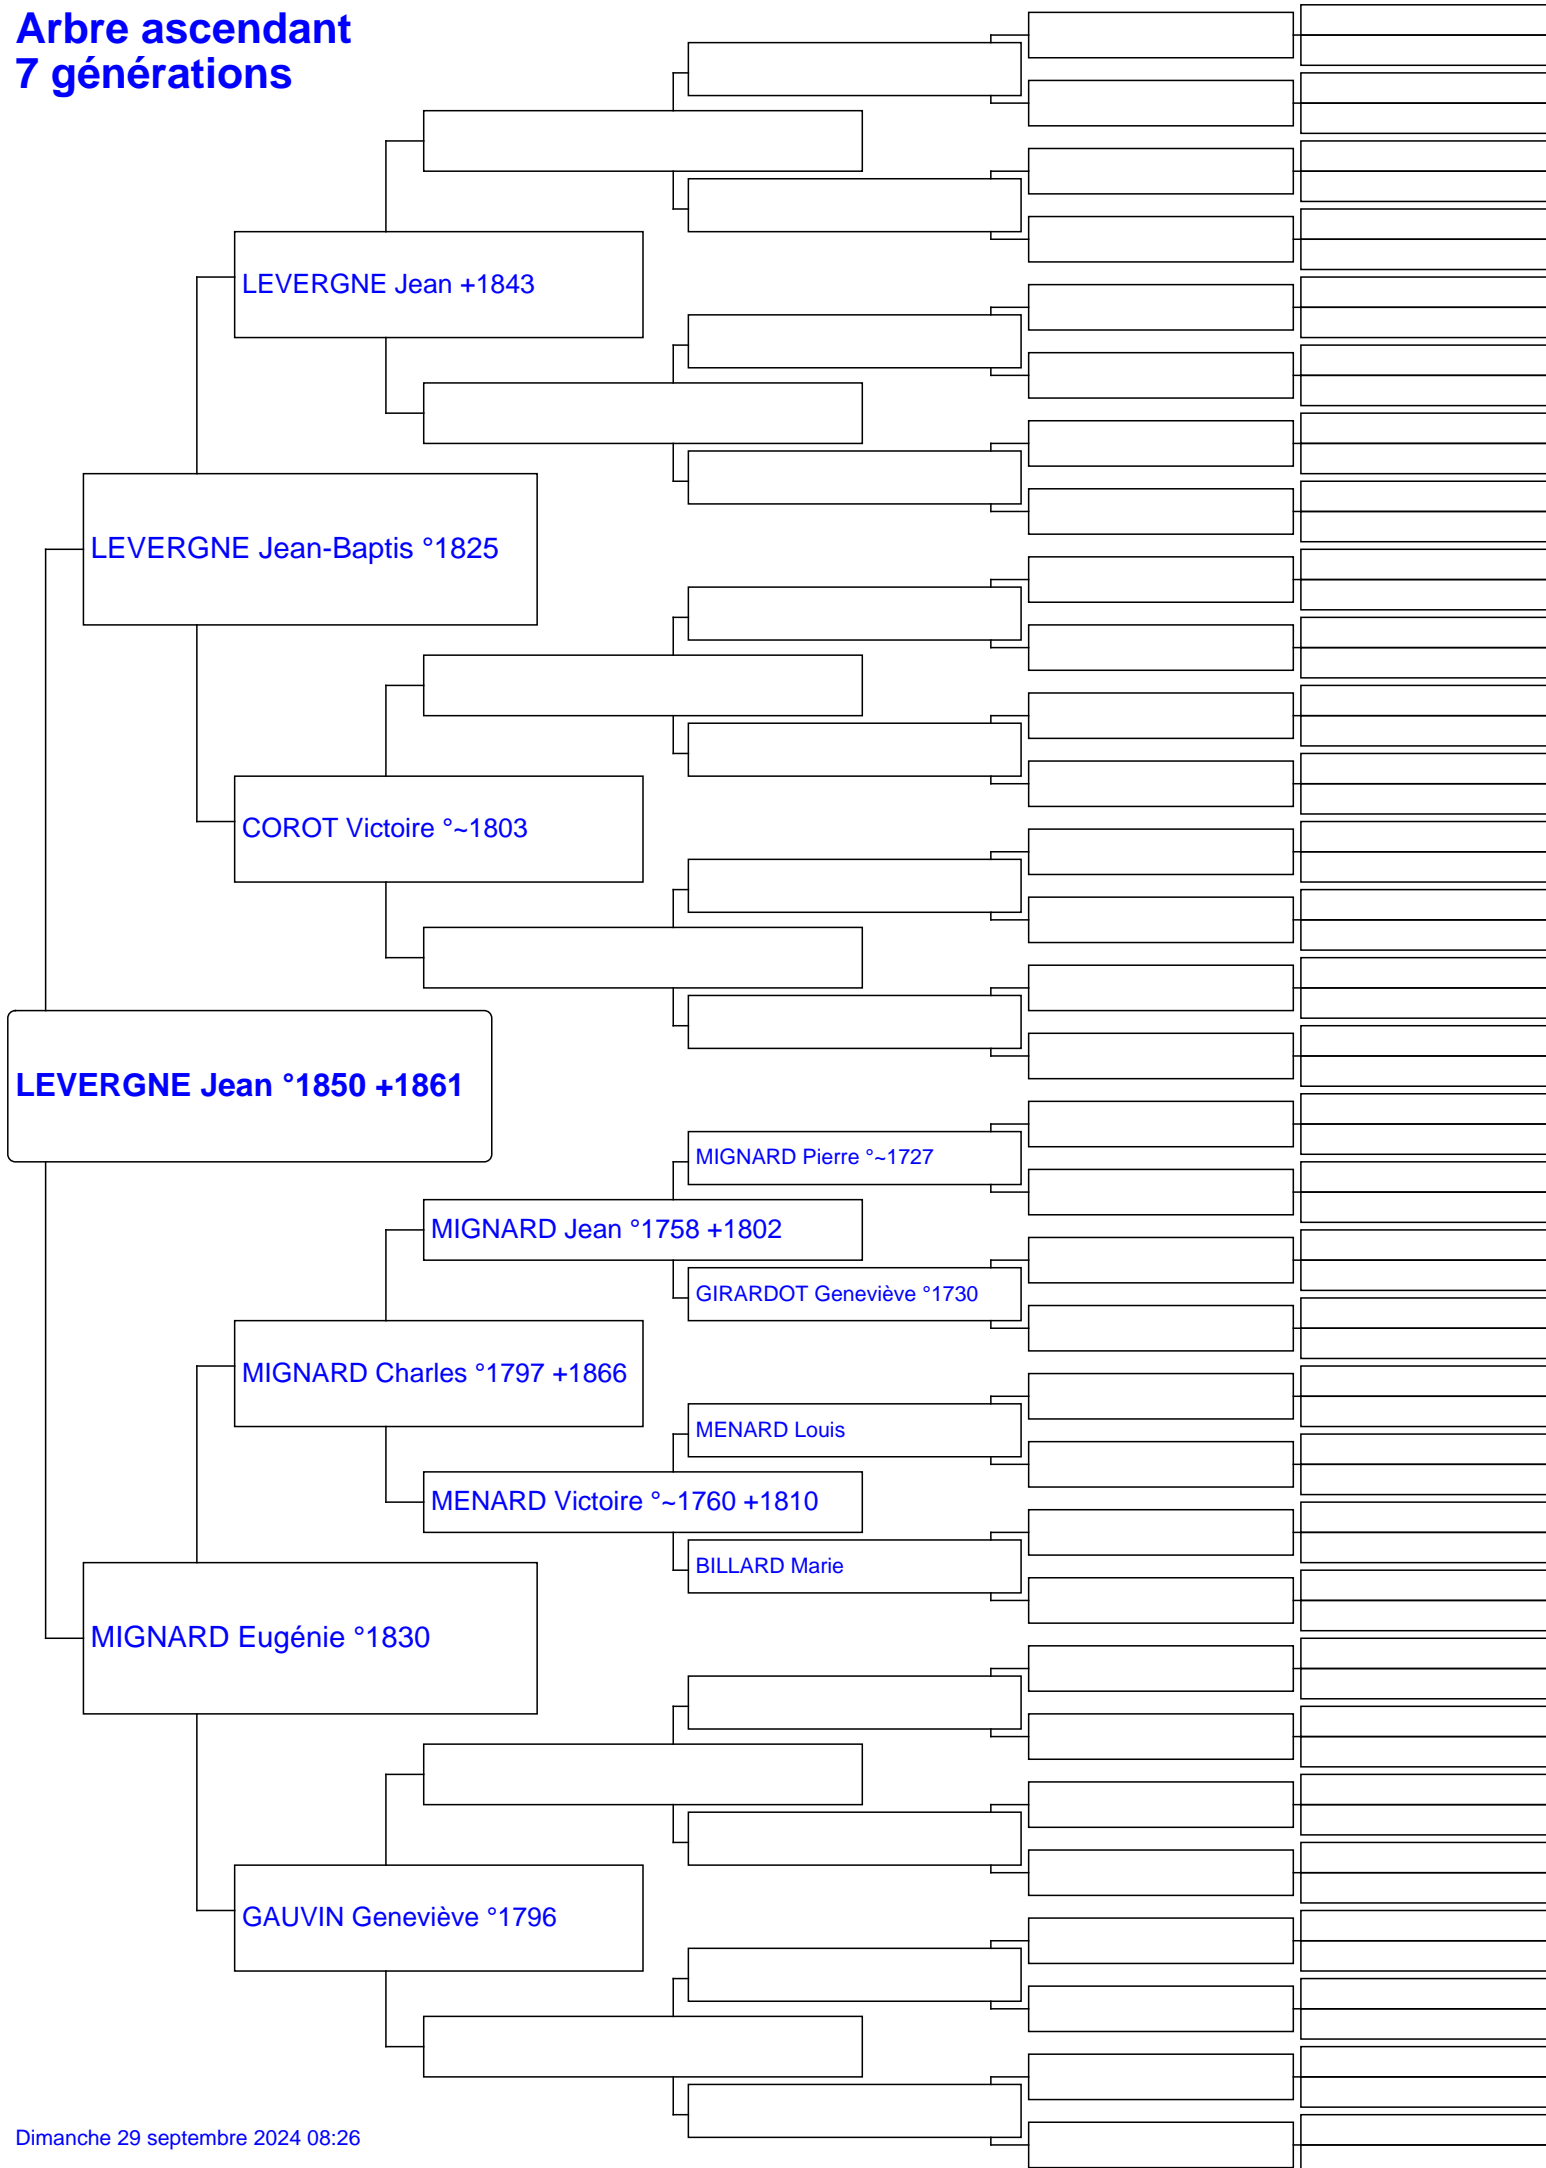 Arbre ascendant
7 générations
LEVERGNE Jean +1843
LEVERGNE Jean-Baptis °1825
COROT Victoire °~1803
LEVERGNE Jean °1850 +1861
MIGNARD Pierre °~1727
MIGNARD Jean °1758 +1802
GIRARDOT Geneviève °1730
MIGNARD Charles °1797 +1866
MENARD Louis
MENARD Victoire °~1760 +1810
BILLARD Marie
MIGNARD Eugénie °1830
GAUVIN Geneviève °1796
Dimanche 29 septembre 2024 08:26